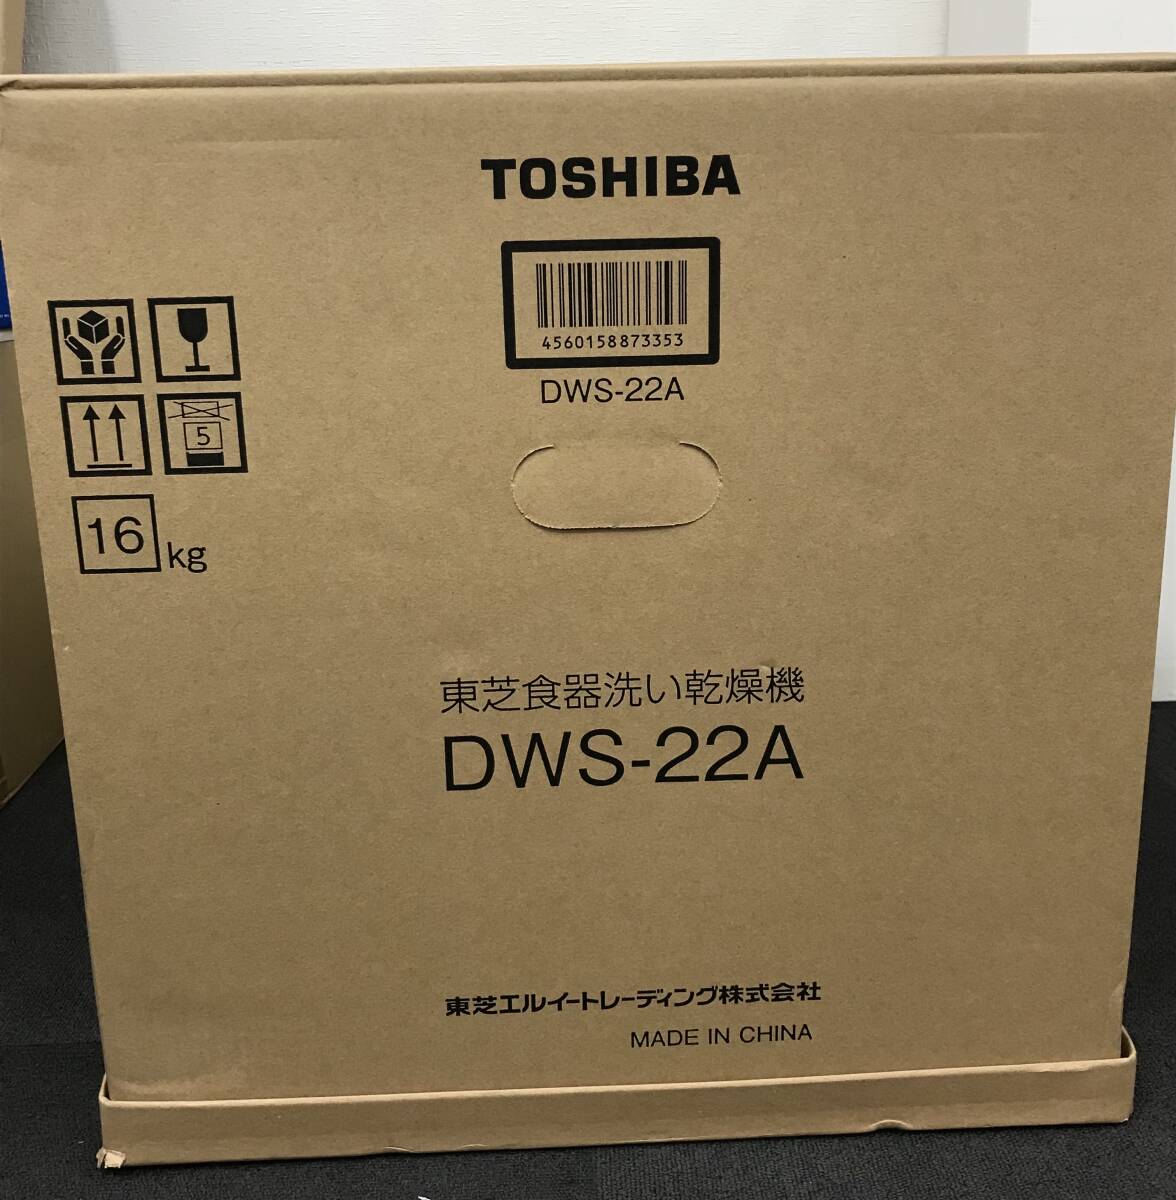 TOSHIBA
4560158873353
DWS-22A
5
16 kg
東芝食器洗い乾燥機
DWS-22A
東芝エルイートレーディング株式会社
MADE IN CHINA